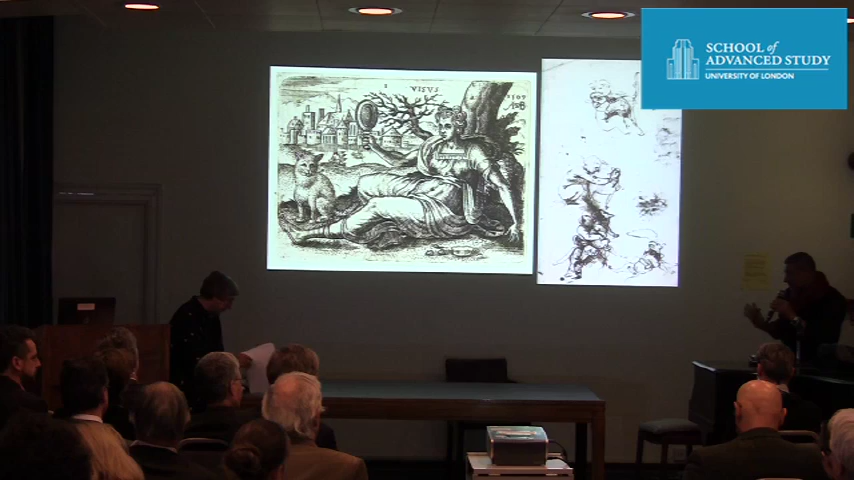 SCHOOL of
ADVANCED STUDY
UNIVERSITY OF LONDON
VISVS